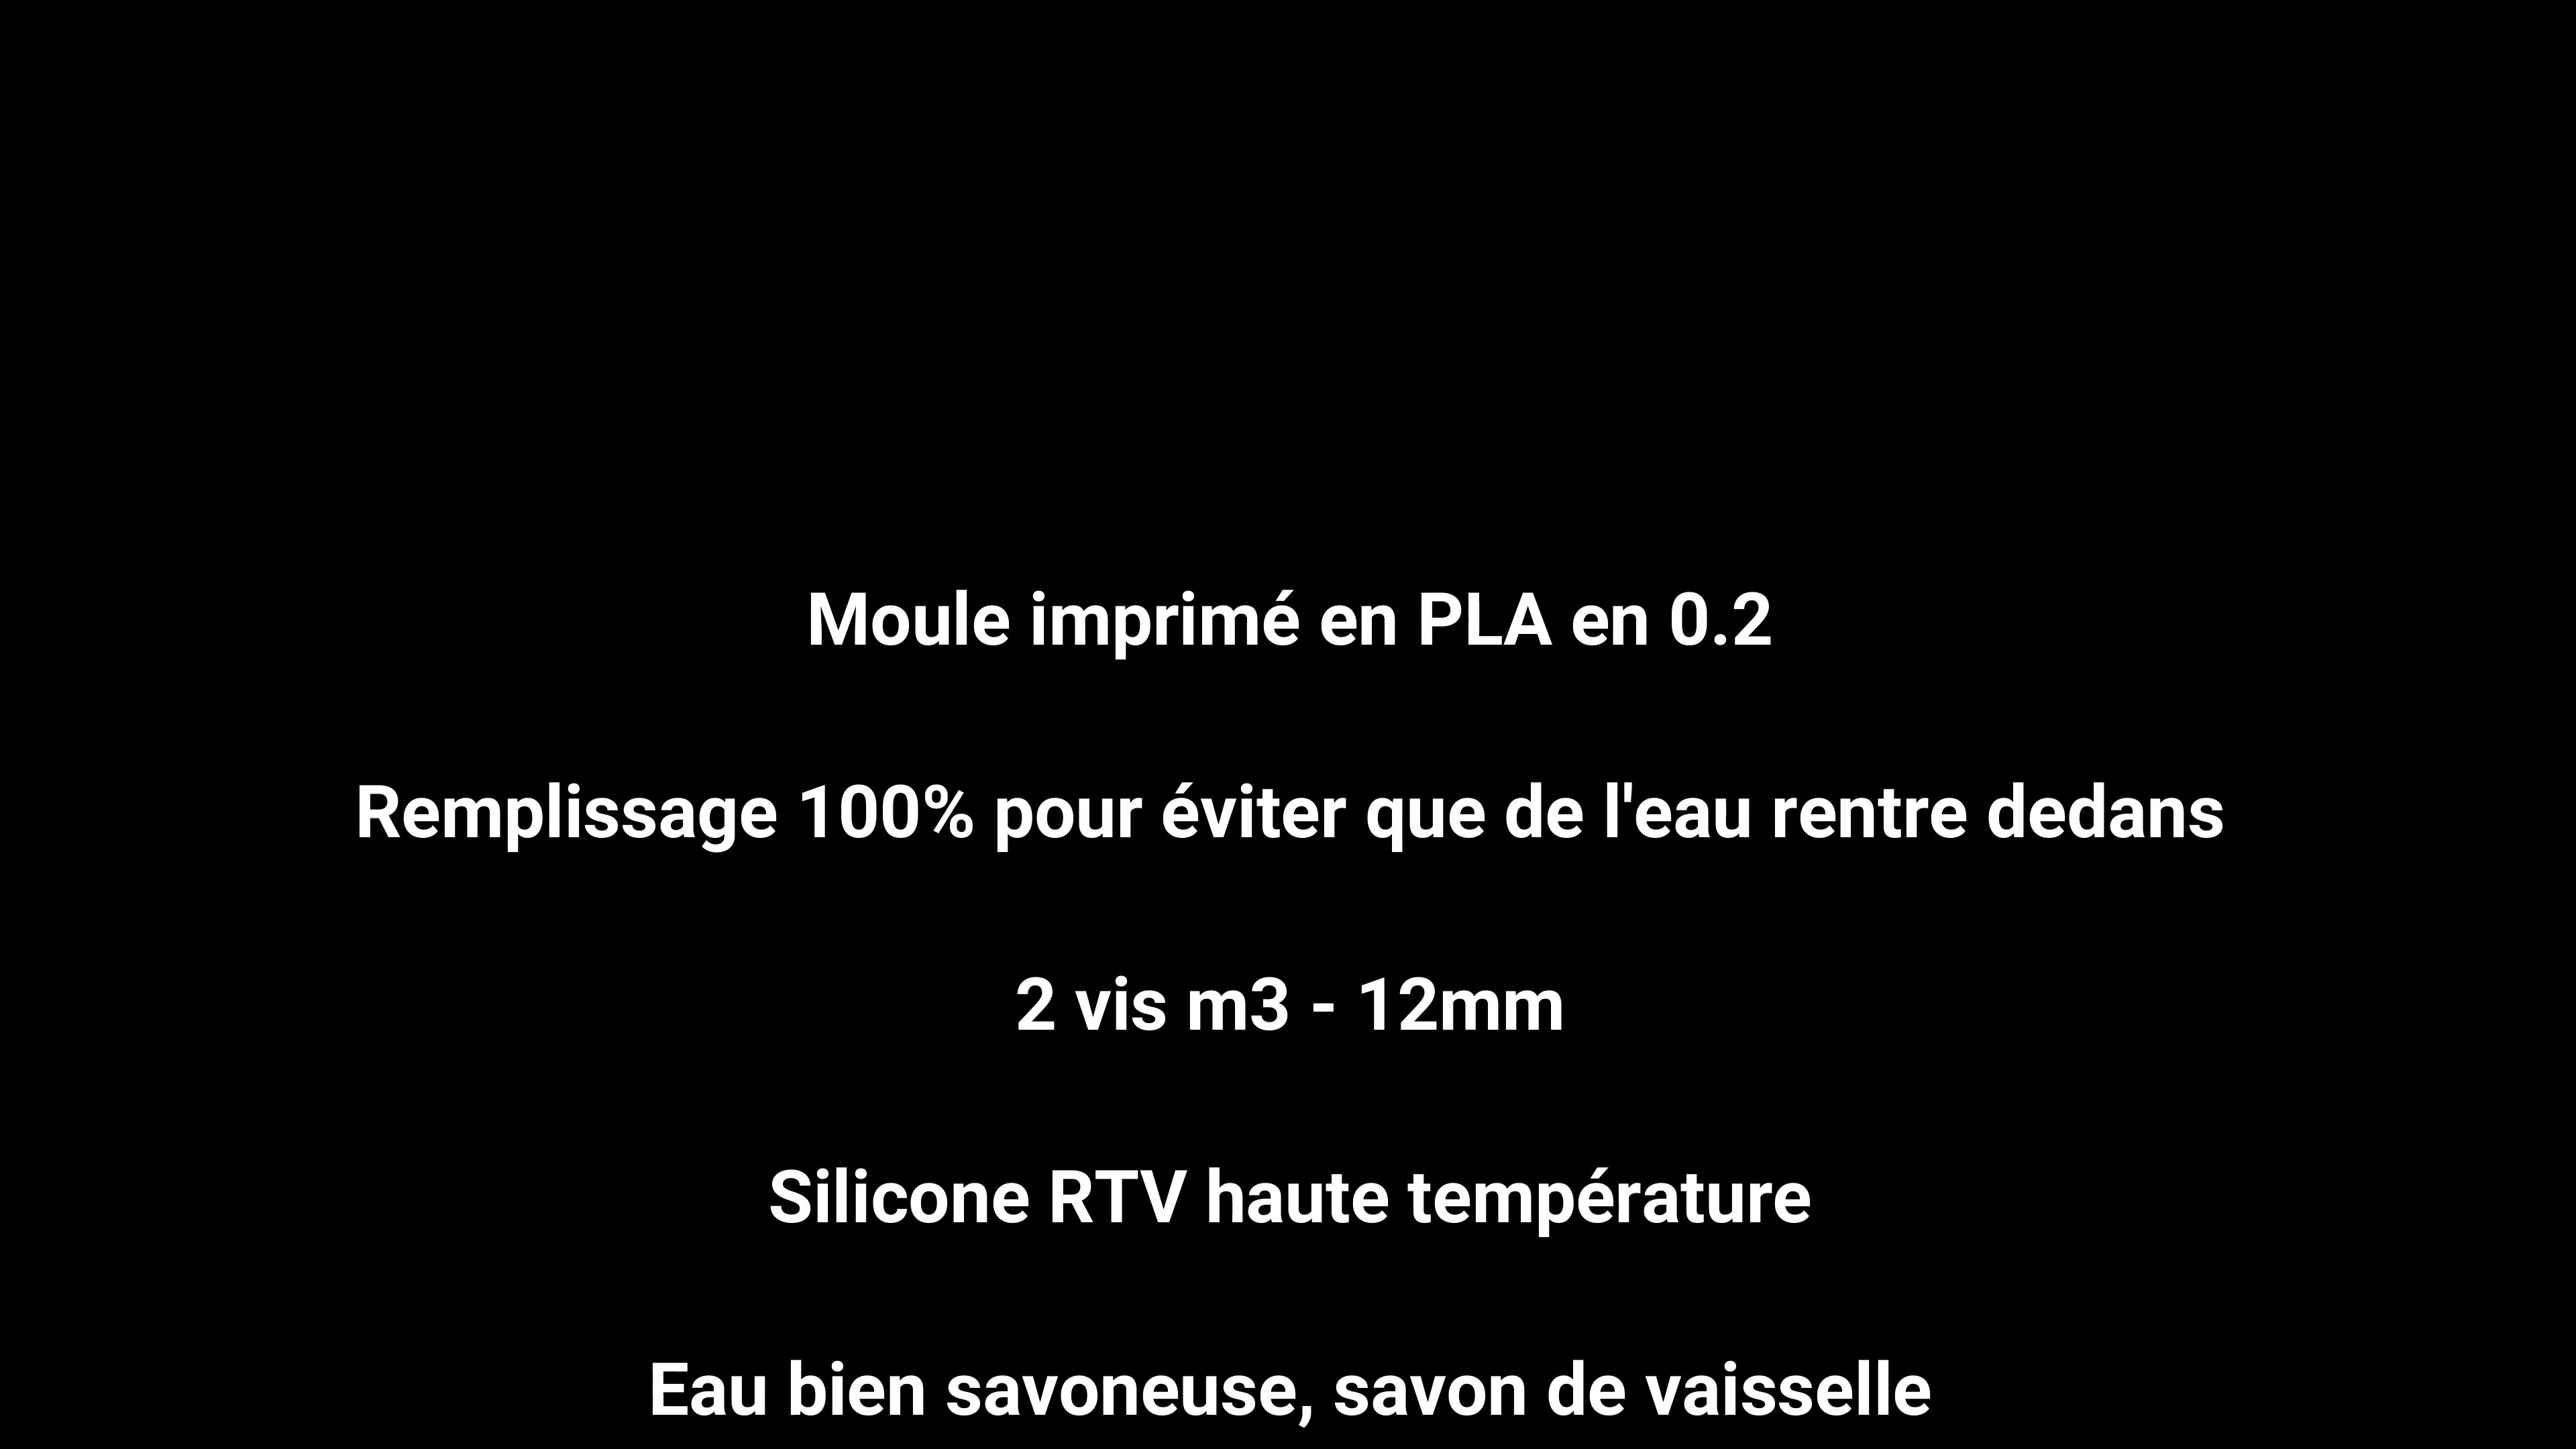 Moule imprimé en PLA en 0.2
Remplissage 100% pour éviter que de l'eau rentre dedans
2 vis m3 - 12mm
Silicone RTV haute température
Eau bien savoneuse, savon de vaisselle